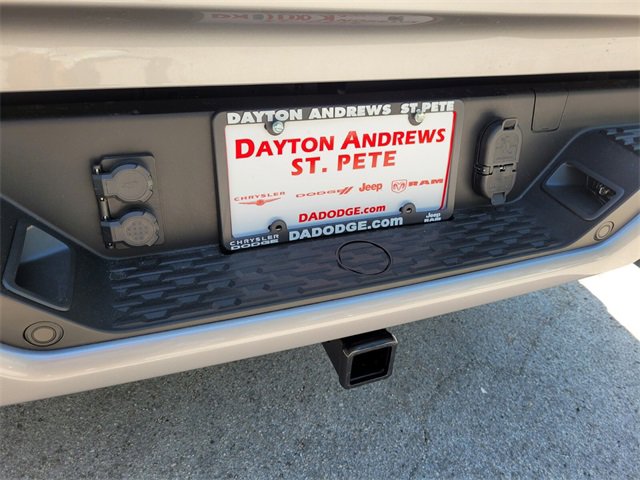 DAYTON ANDREWS ST. PETE
DAYTON ANDREWS
ST. PETE
CHRYSLER DODGE Jeep RAM
DADODGE.com
CHRYSLER DADODGE.com Jeep
DODGE RAM